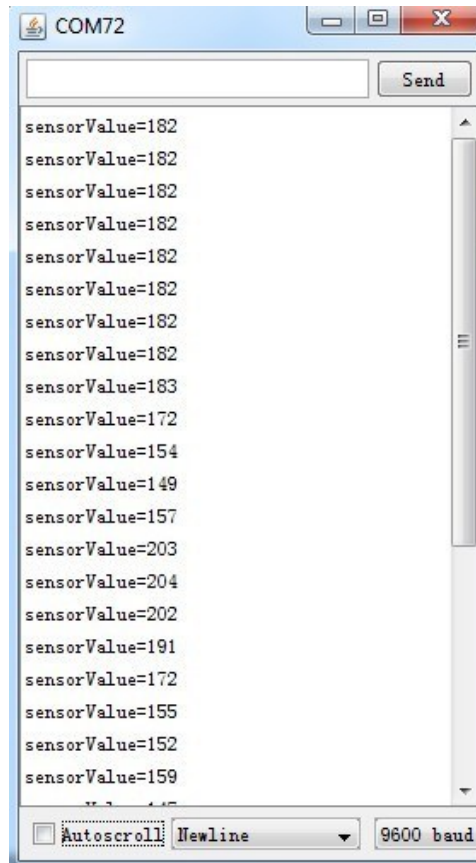 COM72
Send
sensorValue=182
sensorValue=182
sensorValue=182
sensorValue=182
sensorValue=182
sensorValue=182
sensorValue=182
sensorValue=182
sensorValue=183
sensorValue=172
sensorValue=154
sensorValue=149
sensorValue=157
sensorValue=203
sensorValue=204
sensorValue=202
sensorValue=191
sensorValue=172
sensorValue=155
sensorValue=152
sensorValue=159
Autoscroll Newline 9600 baud